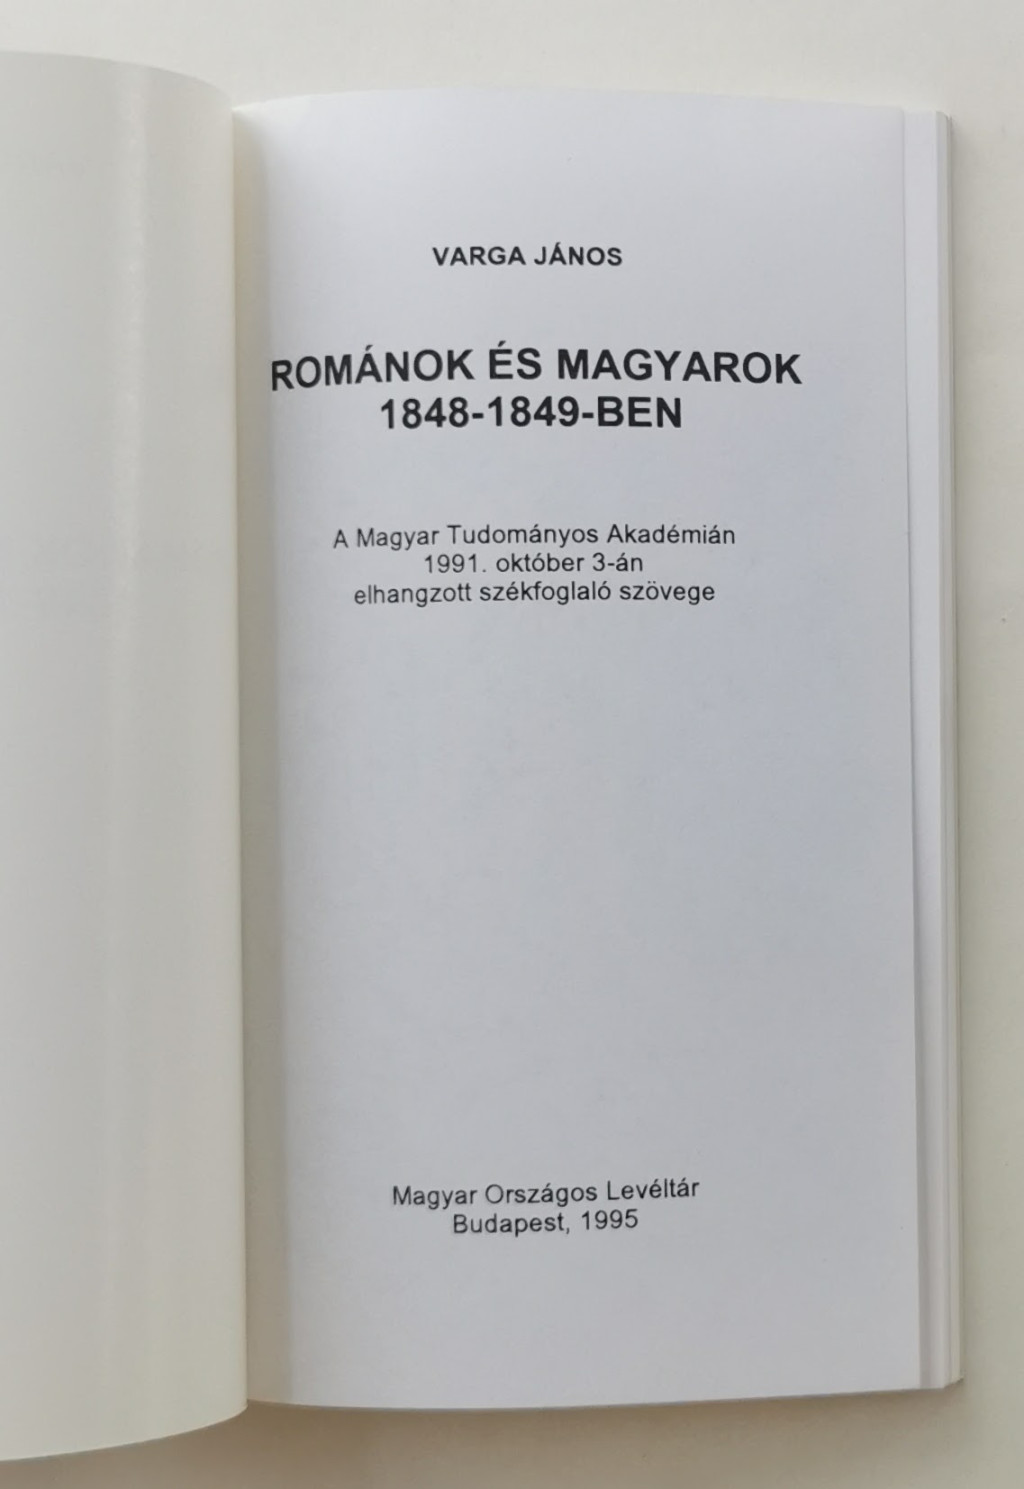 VARGA JÁNOS
ROMÁNOK ÉS MAGYAROK
1848-1849-BEN
A Magyar Tudományos Akadémián
1991. október 3-án
elhangzott székfoglaló szövege
Magyar Országos Levéltár
Budapest, 1995